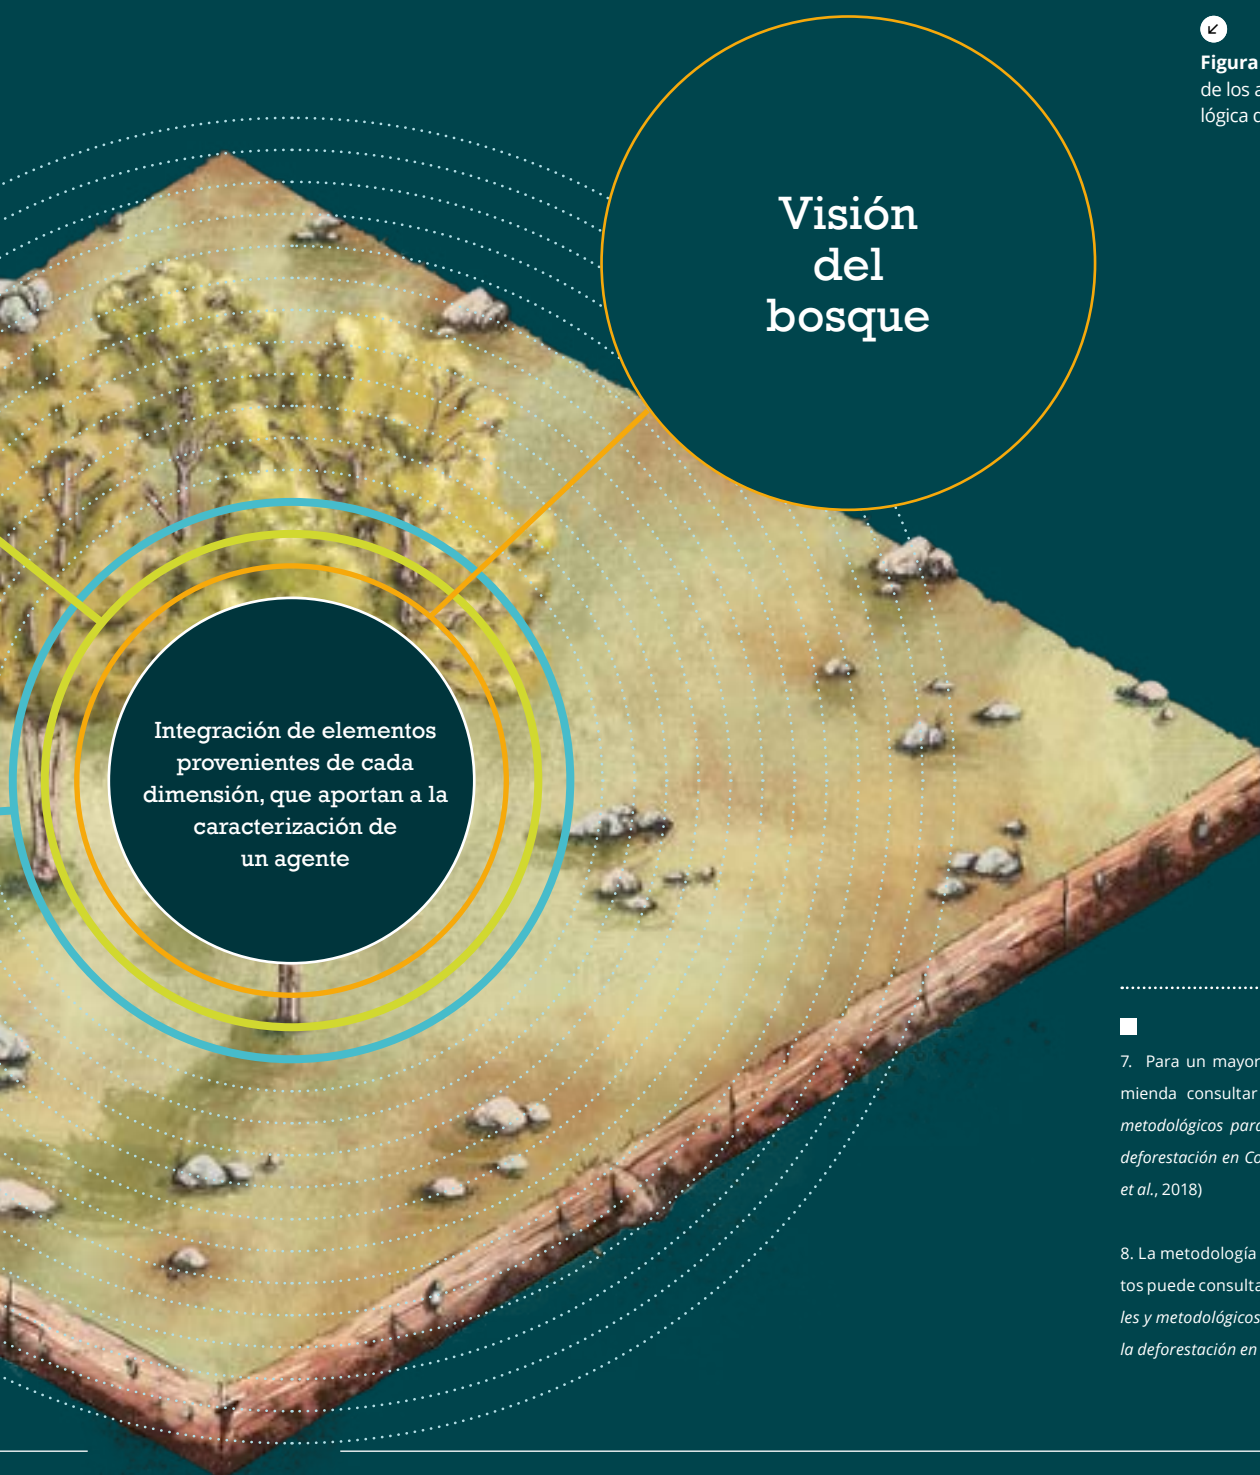 Figura
de los
lógica
Visión
del
bosque
Integración de elementos
provenientes de cada
dimensión, que aportan a la
caracterización de
un agente
7. Para un mayor
mienda consultar
metodológicos para
deforestación en Co
et al., 2018)
8. La metodología
tos puede consulta
les y metodológicos
la deforestación en